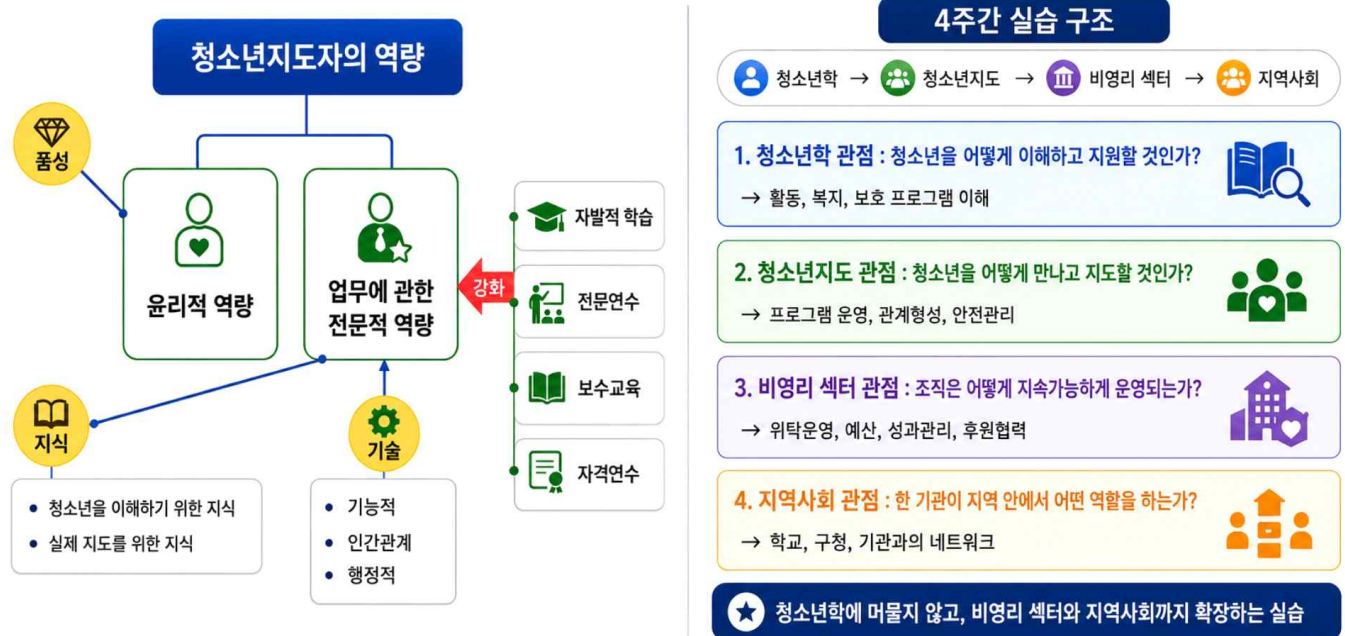 청소년지도자의 역량
품성
윤리적 역량
업무에 관한
전문적 역량
강화
자발적 학습
전문연수
보수교육
자격연수
지식
• 청소년을 이해하기 위한 지식
• 실제 지도를 위한 지식
기술
• 기능적
• 인간관계
• 행정적
4주간 실습 구조
청소년학 → 청소년지도 → 비영리 섹터 → 지역사회
1. 청소년학 관점 : 청소년을 어떻게 이해하고 지원할 것인가?
→ 활동, 복지, 보호 프로그램 이해
2. 청소년지도 관점 : 청소년을 어떻게 만나고 지도할 것인가?
→ 프로그램 운영, 관계형성, 안전관리
3. 비영리 섹터 관점 : 조직은 어떻게 지속가능하게 운영되는가?
→ 위탁운영, 예산, 성과관리, 후원협력
4. 지역사회 관점 : 한 기관이 지역 안에서 어떤 역할을 하는가?
→ 학교, 구청, 기관과의 네트워크
청소년학에 머물지 않고, 비영리 섹터와 지역사회까지 확장하는 실습